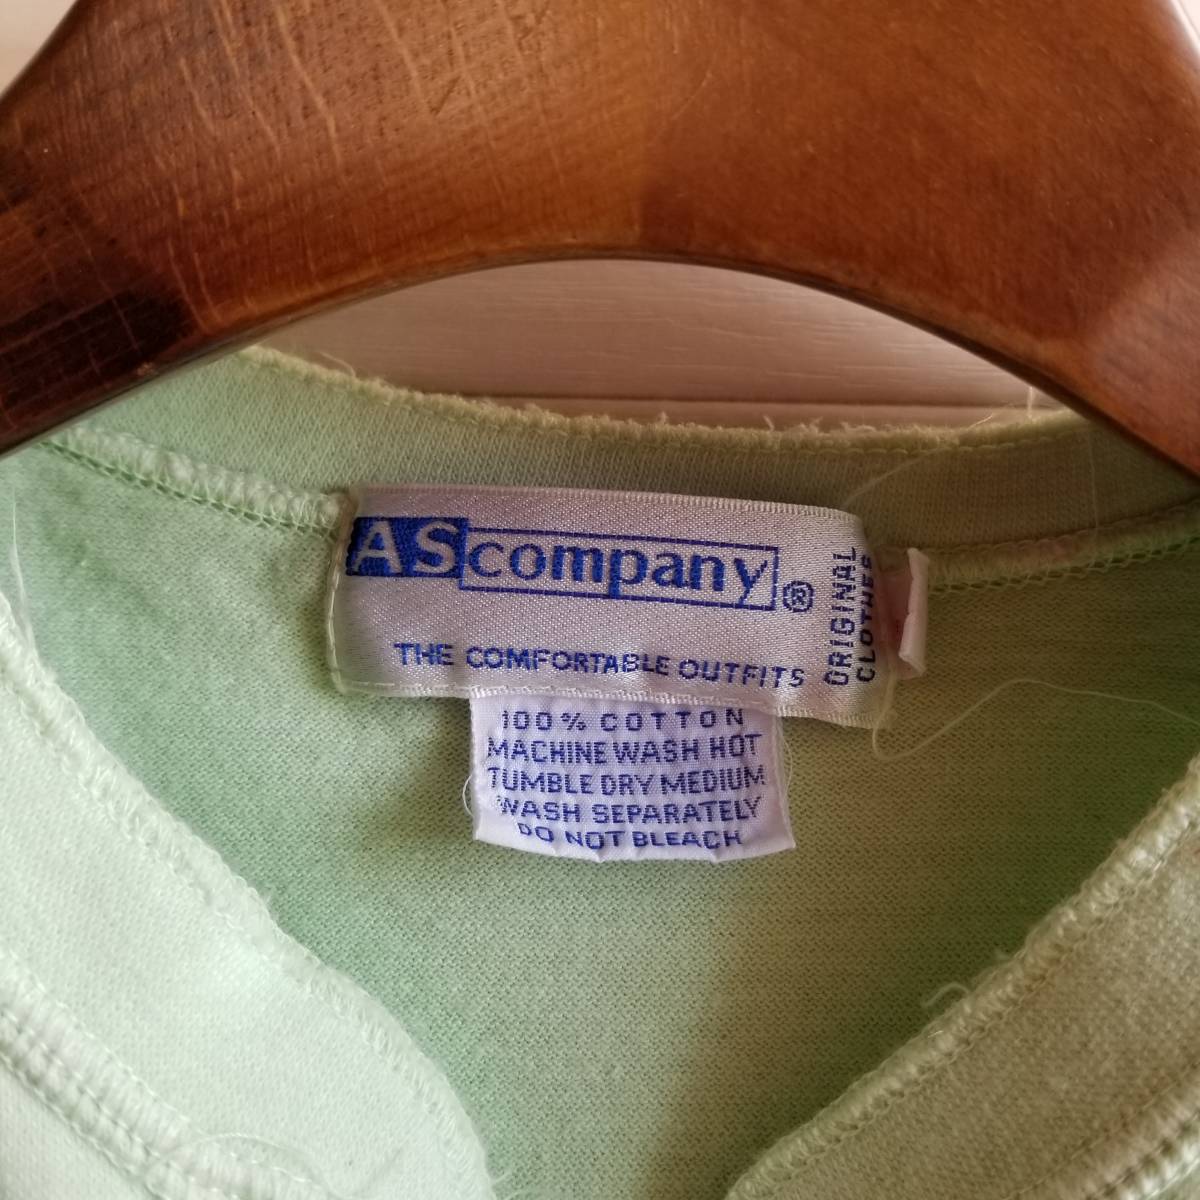 AScompany®
THE COMFORTABLE OUTFITS
ORIGINAL
CLOTHES
100% COTTON
MACHINE WASH HOT
TUMBLE DRY MEDIUM
WASH SEPARATELY
DO NOT BLEACH